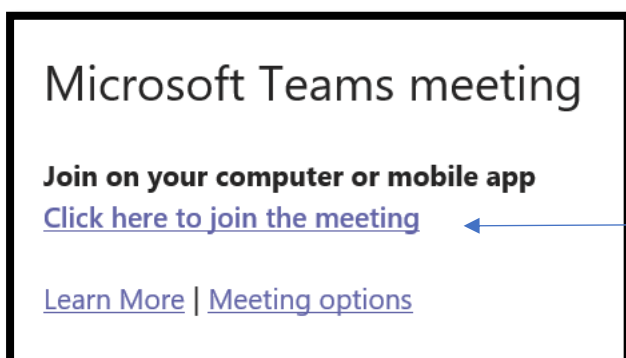 Microsoft Teams meeting
Join on your computer or mobile app
Click here to join the meeting
Learn More | Meeting options